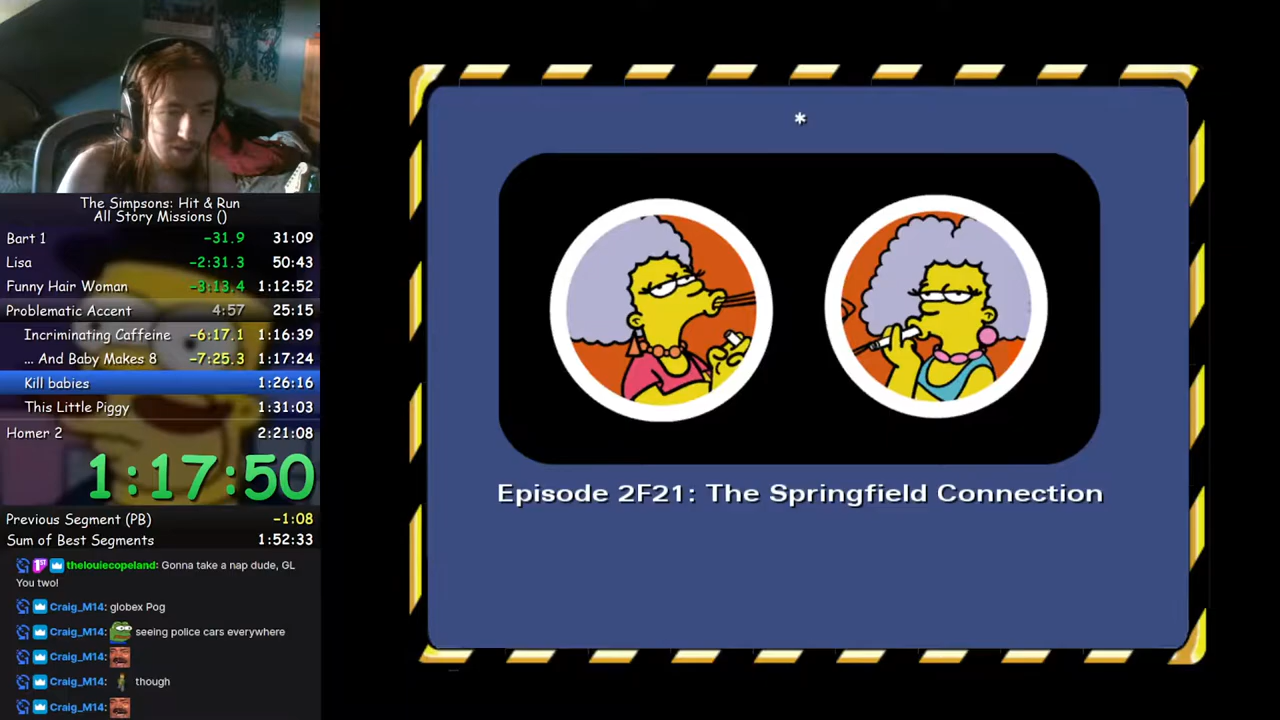 The Simpsons: Hit & Run
All Story Missions ()
Bart 1 -31.9 31:09
Lisa -2:31.3 50:43
Funny Hair Woman -3:13.4 1:12:52
Problematic Accent 4:57 25:15
Incriminating Caffeine -6:17.1 1:16:39
... And Baby Makes 8 -7:25.3 1:17:24
Kill babies 1:26:16
This Little Piggy 1:31:03
Homer 2 2:21:08
1:17:50
Previous Segment (PB) -1:08
Sum of Best Segments 1:52:33
thelouiecopeland: Gonna take a nap dude, GL
You two!
Craig_M14: globex Pog
Craig_M14: seeing police cars everywhere
Craig_M14:
Craig_M14: though
Craig_M14:
*
Episode 2F21: The Springfield Connection